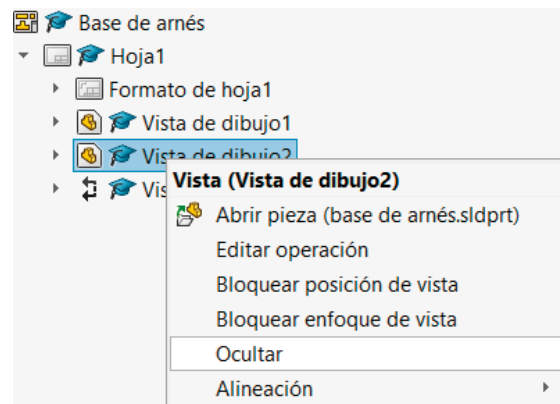 Base de arnés
Hoja1
Formato de hoja1
Vista de dibujo1
Vista de dibujo2
Vis
Vista (Vista de dibujo2)
Abrir pieza (base de arnés.sldprt)
Editar operación
Bloquear posición de vista
Bloquear enfoque de vista
Ocultar
Alineación